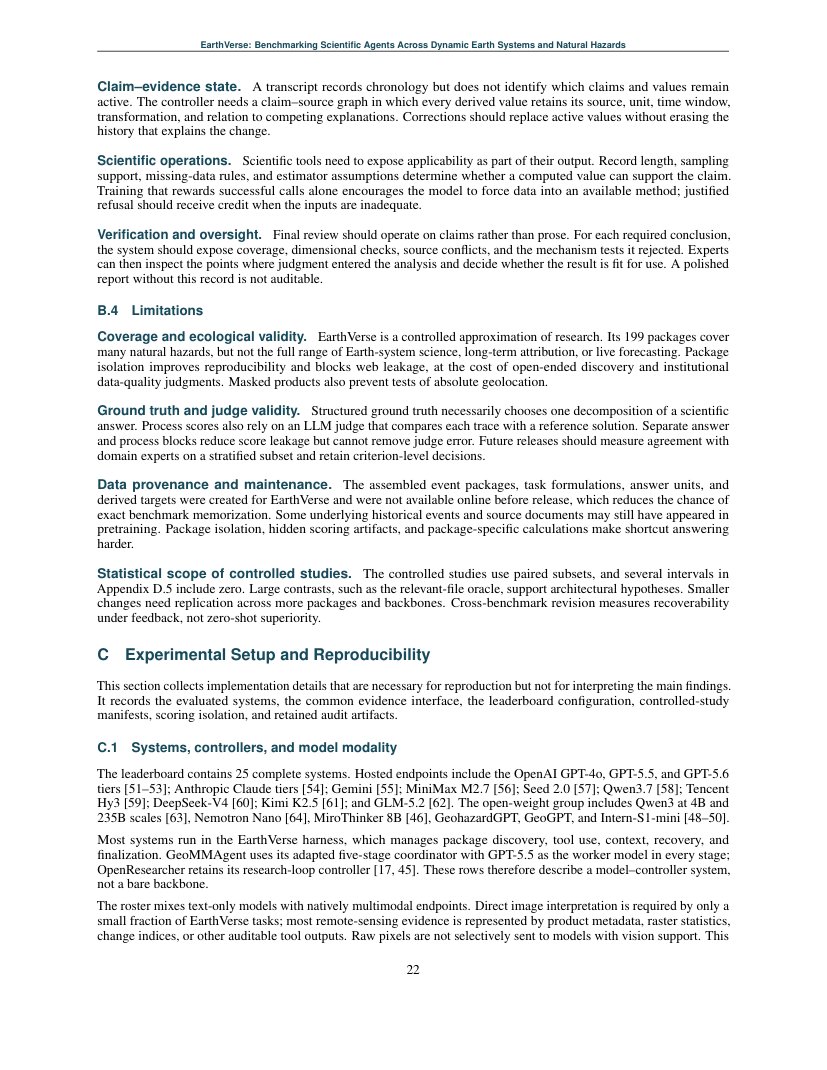 EarthVerse: Benchmarking Scientific Agents Across Dynamic Earth Systems and Natural Hazards
Claim–evidence state. A transcript records chronology but does not identify which claims and values remain
active. The controller needs a claim–source graph in which every derived value retains its source, unit, time window,
transformation, and relation to competing explanations. Corrections should replace active values without erasing the
history that explains the change.
Scientific operations. Scientific tools need to expose applicability as part of their output. Record length, sampling
support, missing-data rules, and estimator assumptions determine whether a computed value can support the claim.
Training that rewards successful calls alone encourages the model to force data into an available method; justified
refusal should receive credit when the inputs are inadequate.
Verification and oversight. Final review should operate on claims rather than prose. For each required conclusion,
the system should expose coverage, dimensional checks, source conflicts, and the mechanism tests it rejected. Experts
can then inspect the points where judgment entered the analysis and decide whether the result is fit for use. A polished
report without this record is not auditable.
B.4 Limitations
Coverage and ecological validity. EarthVerse is a controlled approximation of research. Its 199 packages cover
many natural hazards, but not the full range of Earth-system science, long-term attribution, or live forecasting. Package
isolation improves reproducibility and blocks web leakage, at the cost of open-ended discovery and institutional
data-quality judgments. Masked products also prevent tests of absolute geolocation.
Ground truth and judge validity. Structured ground truth necessarily chooses one decomposition of a scientific
answer. Process scores also rely on an LLM judge that compares each trace with a reference solution. Separate answer
and process blocks reduce score leakage but cannot remove judge error. Future releases should measure agreement with
domain experts on a stratified subset and retain criterion-level decisions.
Data provenance and maintenance. The assembled event packages, task formulations, answer units, and
derived targets were created for EarthVerse and were not available online before release, which reduces the chance of
exact benchmark memorization. Some underlying historical events and source documents may still have appeared in
pretraining. Package isolation, hidden scoring artifacts, and package-specific calculations make shortcut answering
harder.
Statistical scope of controlled studies. The controlled studies use paired subsets, and several intervals in
Appendix D.5 include zero. Large contrasts, such as the relevant-file oracle, support architectural hypotheses. Smaller
changes need replication across more packages and backbones. Cross-benchmark revision measures recoverability
under feedback, not zero-shot superiority.
C Experimental Setup and Reproducibility
This section collects implementation details that are necessary for reproduction but not for interpreting the main findings.
It records the evaluated systems, the common evidence interface, the leaderboard configuration, controlled-study
manifests, scoring isolation, and retained audit artifacts.
C.1 Systems, controllers, and model modality
The leaderboard contains 25 complete systems. Hosted endpoints include the OpenAI GPT-4o, GPT-5.5, and GPT-5.6
tiers [51–53]; Anthropic Claude tiers [54]; Gemini [55]; MiniMax M2.7 [56]; Seed 2.0 [57]; Qwen3.7 [58]; Tencent
Hy3 [59]; DeepSeek-V4 [60]; Kimi K2.5 [61]; and GLM-5.2 [62]. The open-weight group includes Qwen3 at 4B and
235B scales [63], Nemotron Nano [64], MiroThinker 8B [46], GeohazardGPT, GeoGPT, and Intern-S1-mini [48–50].
Most systems run in the EarthVerse harness, which manages package discovery, tool use, context, recovery, and
finalization. GeoMMAgent uses its adapted five-stage coordinator with GPT-5.5 as the worker model in every stage;
OpenResearcher retains its research-loop controller [17, 45]. These rows therefore describe a model–controller system,
not a bare backbone.
The roster mixes text-only models with natively multimodal endpoints. Direct image interpretation is required by only a
small fraction of EarthVerse tasks; most remote-sensing evidence is represented by product metadata, raster statistics,
change indices, or other auditable tool outputs. Raw pixels are not selectively sent to models with vision support. This
22